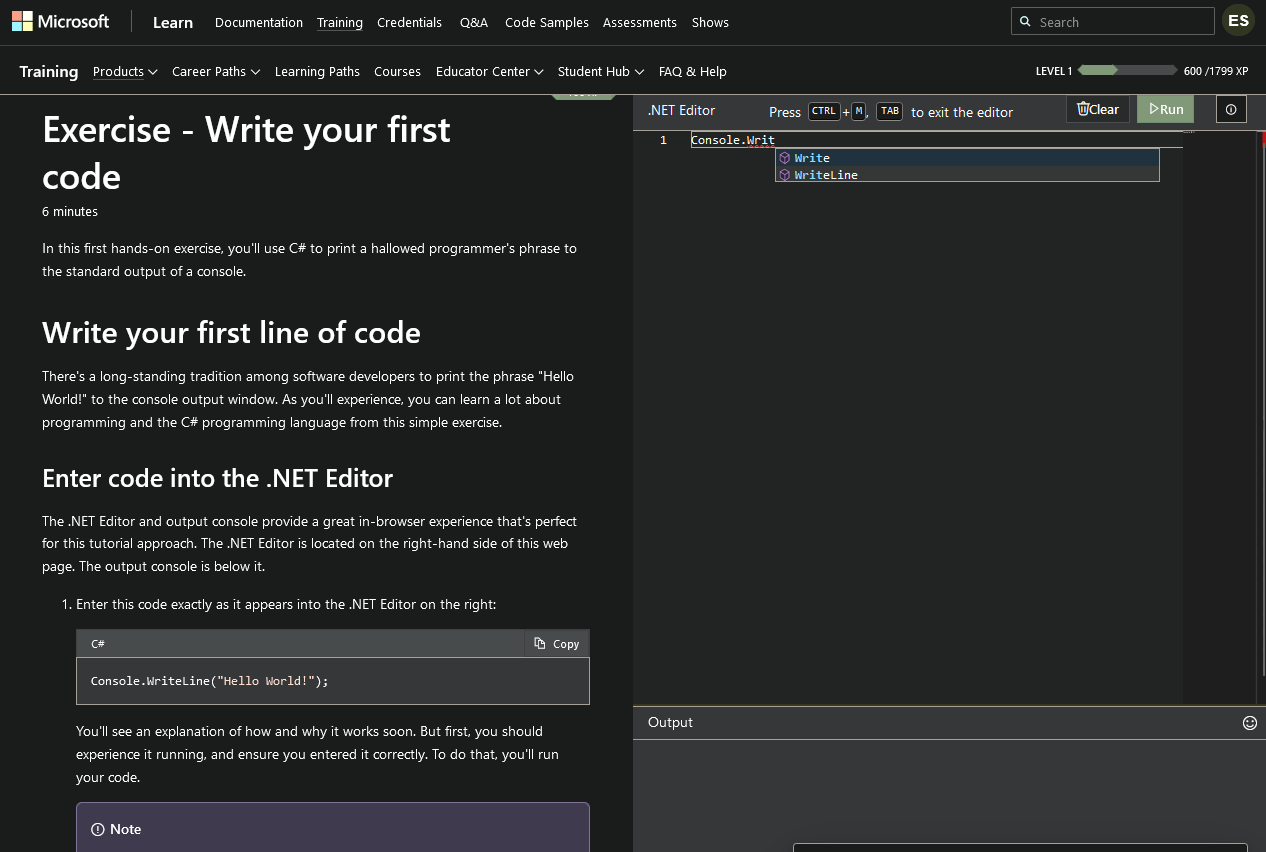 Microsoft Learn Documentation Training Credentials Q&A Code Samples Assessments Shows Search ES
Training Products Career Paths Learning Paths Courses Educator Center Student Hub FAQ & Help LEVEL 1 600 /1799 XP
Exercise - Write your first
code
6 minutes
In this first hands-on exercise, you'll use C# to print a hallowed programmer's phrase to
the standard output of a console.
Write your first line of code
There's a long-standing tradition among software developers to print the phrase "Hello
World!" to the console output window. As you'll experience, you can learn a lot about
programming and the C# programming language from this simple exercise.
Enter code into the .NET Editor
The .NET Editor and output console provide a great in-browser experience that's perfect
for this tutorial approach. The .NET Editor is located on the right-hand side of this web
page. The output console is below it.
1. Enter this code exactly as it appears into the .NET Editor on the right:
C# Copy
Console.WriteLine("Hello World!");
You'll see an explanation of how and why it works soon. But first, you should
experience it running, and ensure you entered it correctly. To do that, you'll run
your code.
Note
.NET Editor Press CTRL + M, TAB to exit the editor Clear Run
1 Console.Writ
Write
WriteLine
Output